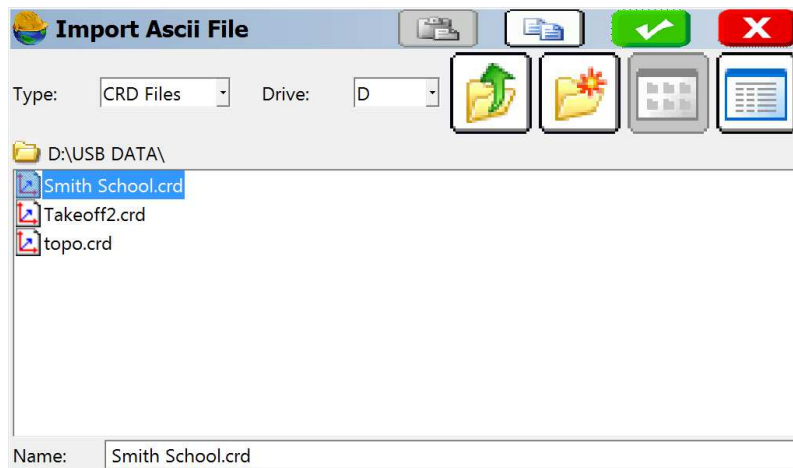 Import Ascii File
Type: CRD Files Drive: D
D:\USB DATA\
Smith School.crd
Takeoff2.crd
topo.crd
Name: Smith School.crd